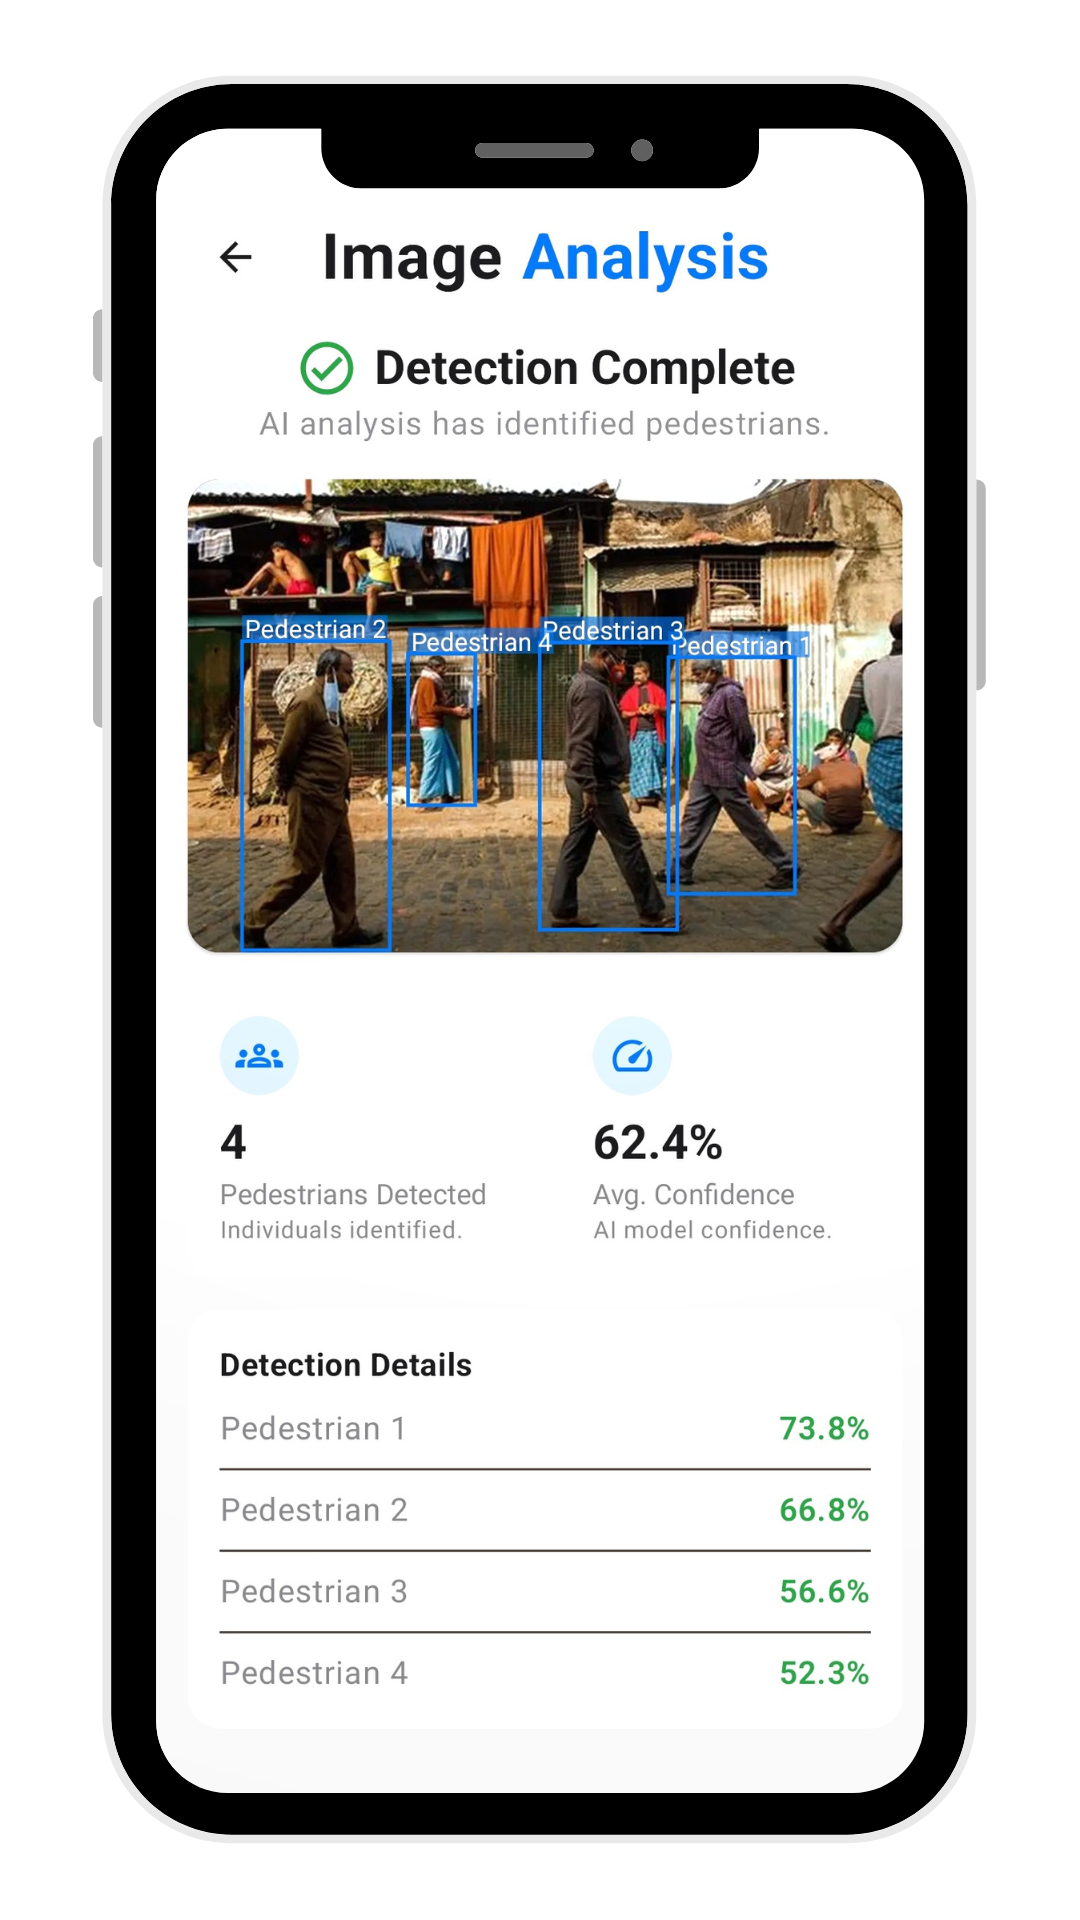 Image Analysis
Detection Complete
AI analysis has identified pedestrians.
Pedestrian 2
Pedestrian 4
Pedestrian 3
Pedestrian 1
4
Pedestrians Detected
Individuals identified.
62.4%
Avg. Confidence
AI model confidence.
Detection Details
Pedestrian 1 73.8%
Pedestrian 2 66.8%
Pedestrian 3 56.6%
Pedestrian 4 52.3%